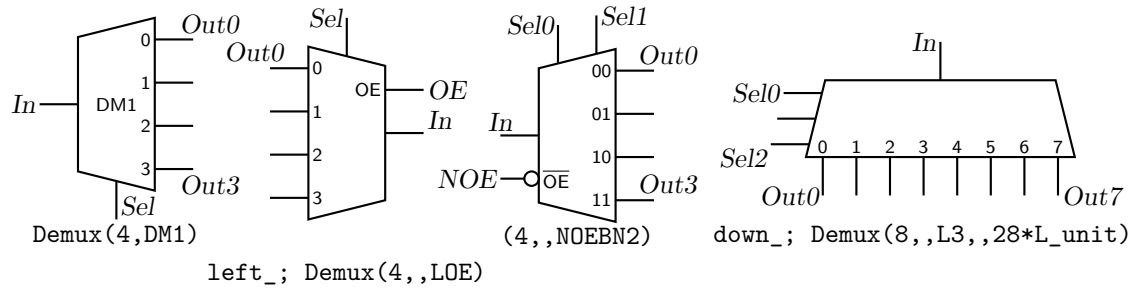 In
DM1
0
1
2
3
Out0
Out3
Sel
Demux(4,DM1)
Sel
Out0
0
1
2
3
OE
OE
In
left_; Demux(4,,LOE)
Sel0
Sel1
In
NOE
OE
00
01
10
11
Out0
Out3
(4,,NOEBN2)
In
Sel0
Sel2
0 1 2 3 4 5 6 7
Out0
Out7
down_; Demux(8,,L3,,28*L_unit)